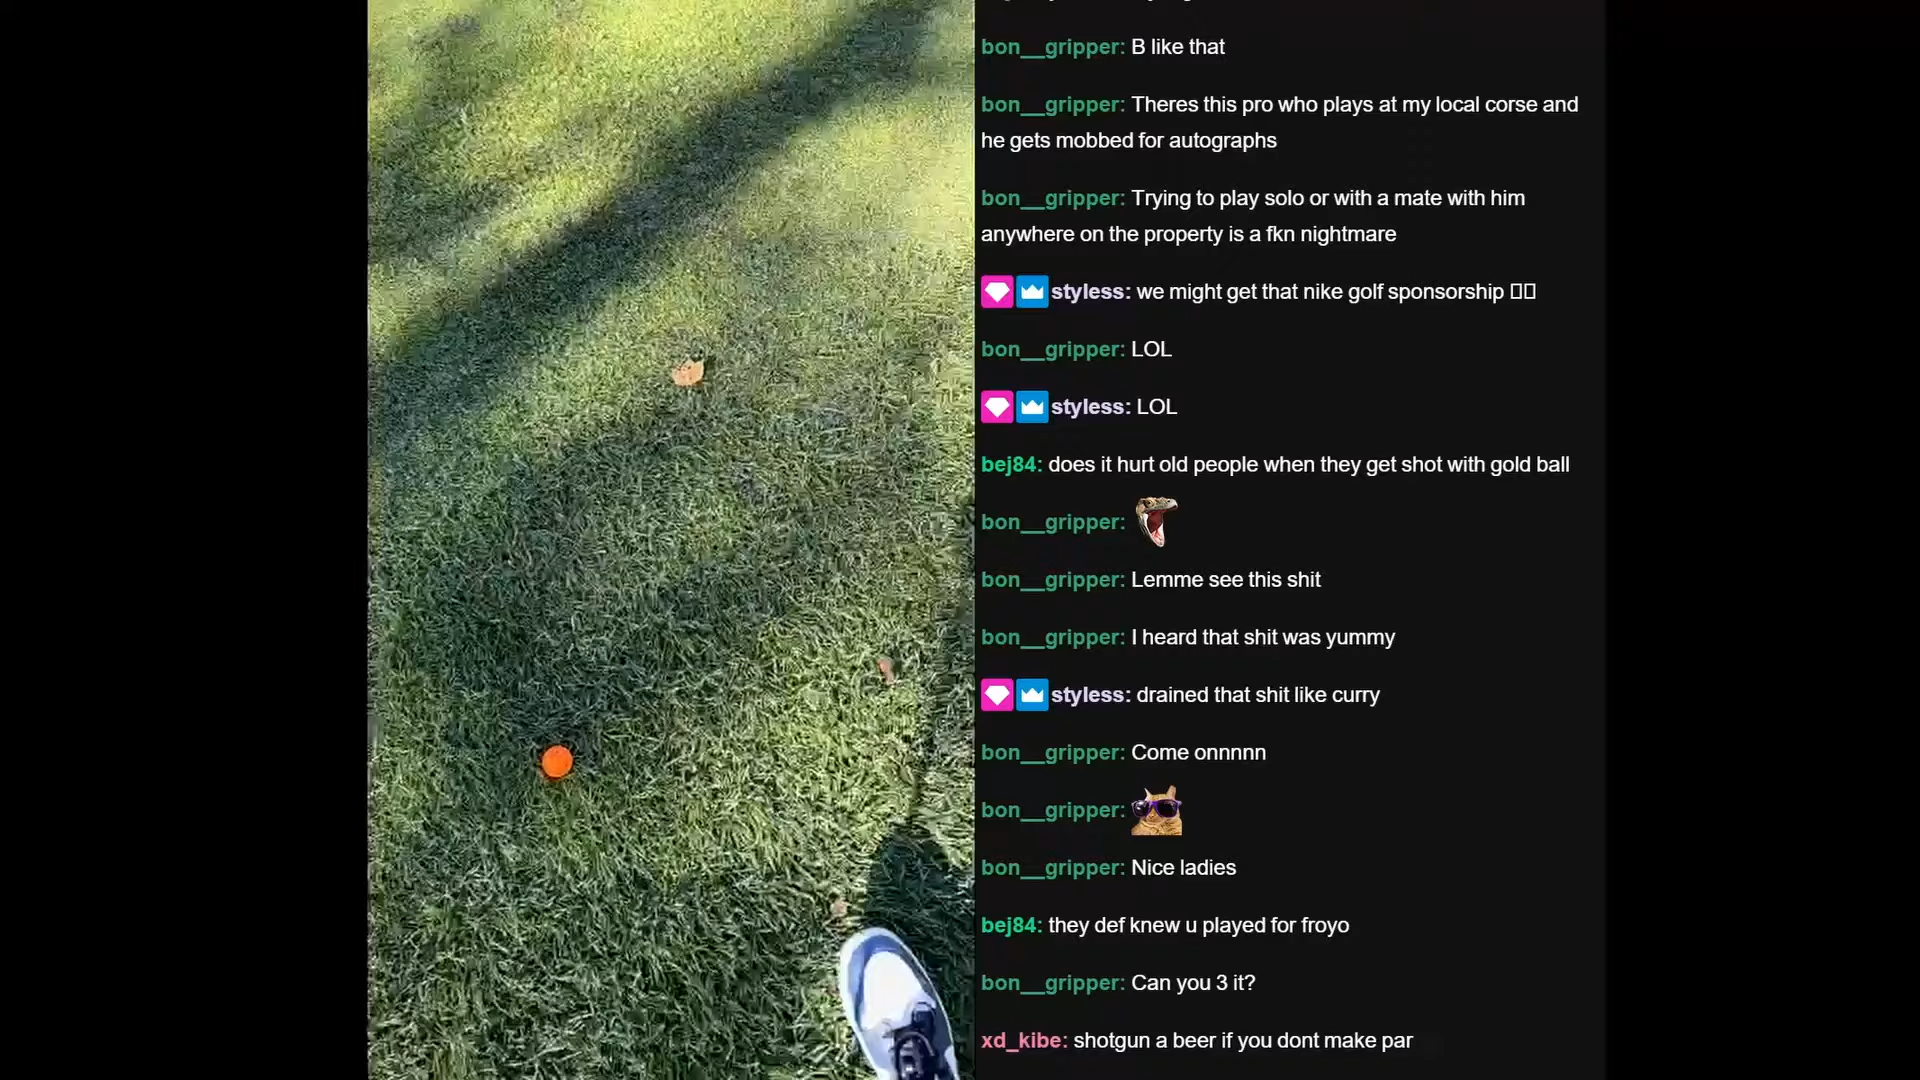 bon__gripper: B like that
bon__gripper: Theres this pro who plays at my local corse and
he gets mobbed for autographs
bon__gripper: Trying to play solo or with a mate with him
anywhere on the property is a fkn nightmare
styless: we might get that nike golf sponsorship
bon__gripper: LOL
styless: LOL
bej84: does it hurt old people when they get shot with gold ball
bon__gripper:
bon__gripper: Lemme see this shit
bon__gripper: I heard that shit was yummy
styless: drained that shit like curry
bon__gripper: Come onnnnn
bon__gripper:
bon__gripper: Nice ladies
bej84: they def knew u played for froyo
bon__gripper: Can you 3 it?
xd_kibe: shotgun a beer if you dont make par